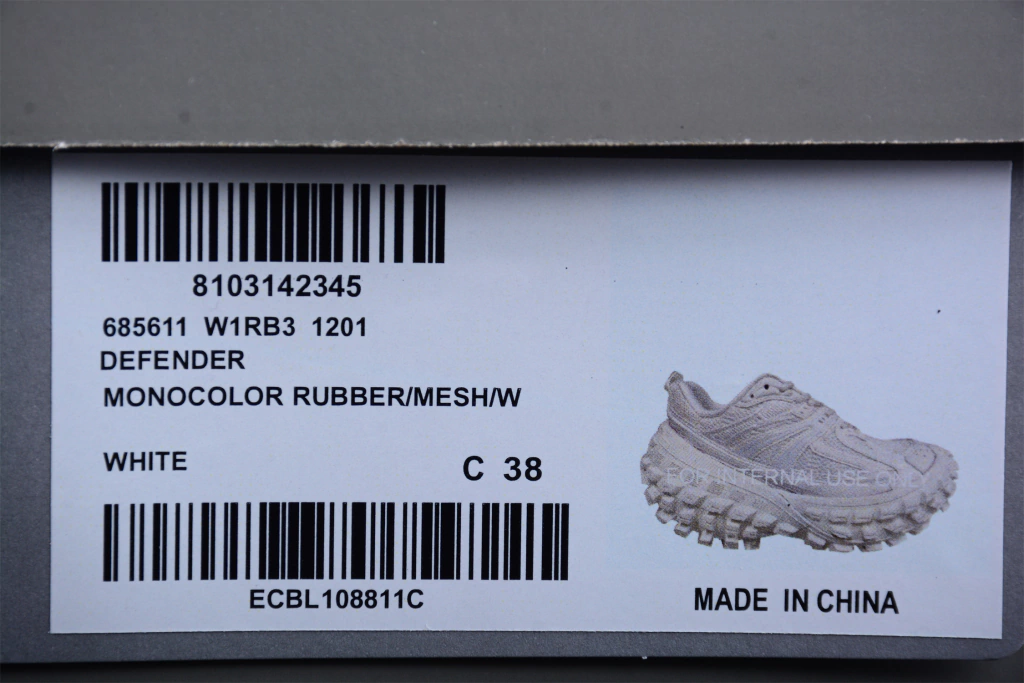 8103142345
685611 W1RB3 1201
DEFENDER
MONOCOLOR RUBBER/MESH/W
WHITE
C 38
FOR INTERNAL USE ONLY
ECBL108811C
MADE IN CHINA